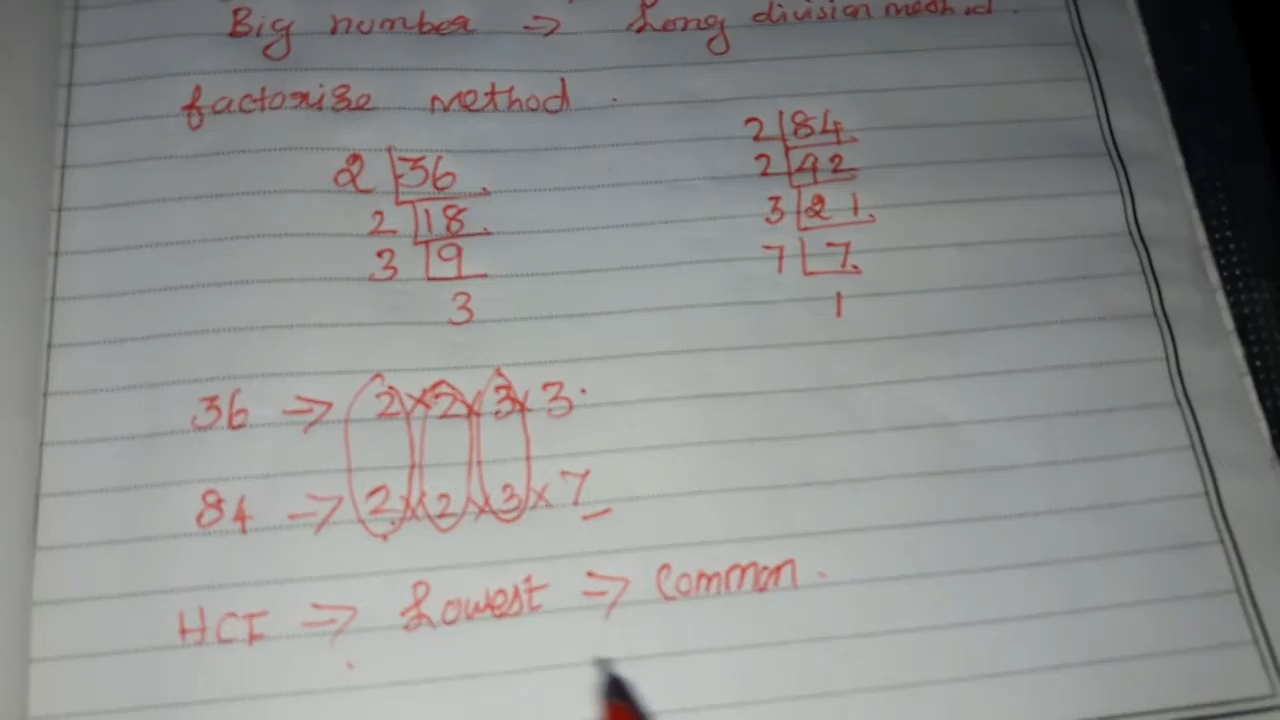 Big number ⇒ Long division method.
factorise method.
2 | 36
2 | 18
3 | 9
3
2 | 84
2 | 42
3 | 21
7 | 7
1
36 ⇒ 2 × 2 × 3 × 3
84 ⇒ 2 × 2 × 3 × 7
HCF ⇒ Lowest ⇒ Common.